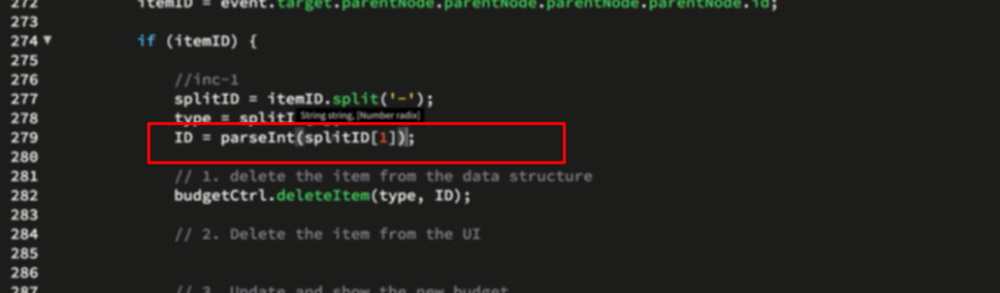 272 itemID = event.target.parentNode.parentNode.parentNode.parentNode.id;
273
274 ▼ if (itemID) {
275
276 //inc-1
277 splitID = itemID.split('-');
278 type = splitI
String string, [Number radix]
279 ID = parseInt(splitID[1]);
280
281 // 1. delete the item from the data structure
282 budgetCtrl.deleteItem(type, ID);
283
284 // 2. Delete the item from the UI
285
286
287 // 3. Update and show the new budget